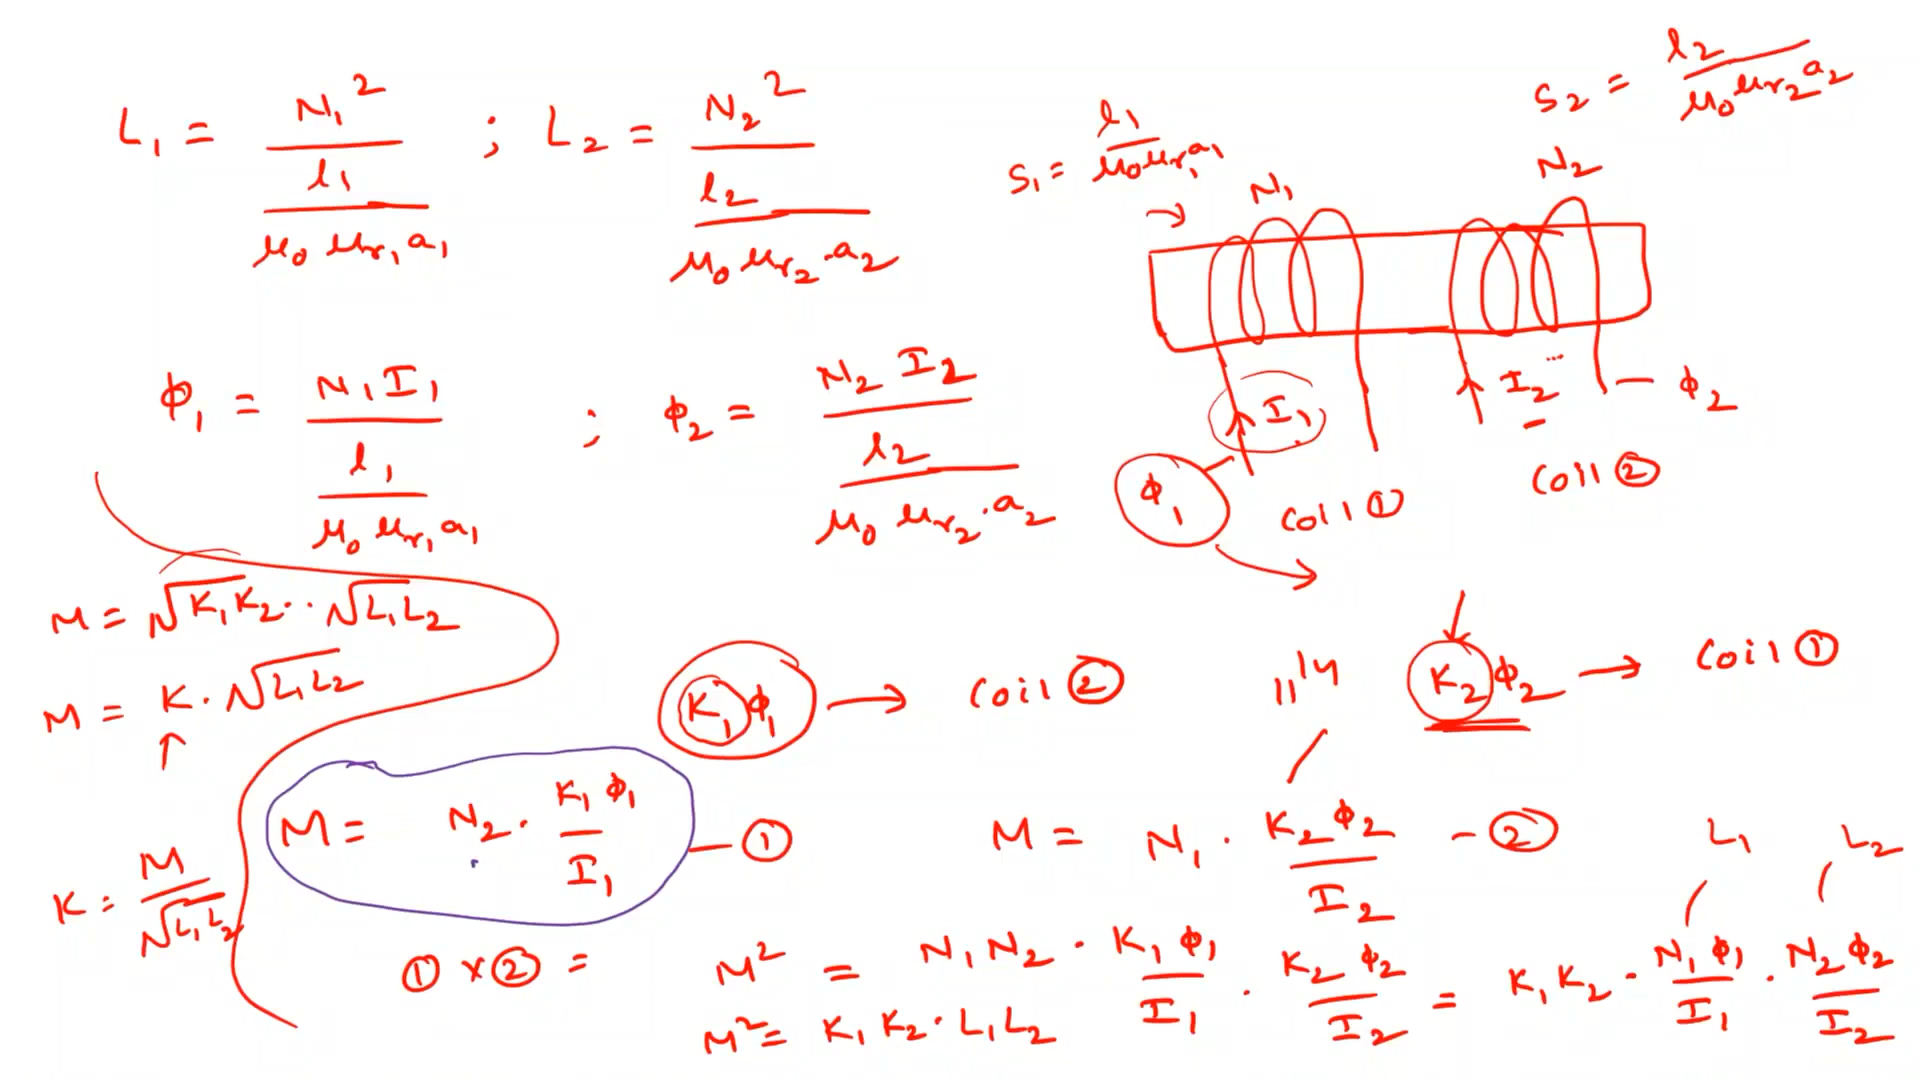 L₁ = N₁² / (l₁ / μ₀ μr₁ a₁) ; L₂ = N₂² / (l₂ / μ₀ μr₂ · a₂)
S₁ = l₁ / μ₀ μr₁ a₁
S₂ = l₂ / μ₀ μr₂ a₂
→ N₁
N₂
ϕ₁ = N₁ I₁ / (l₁ / μ₀ μr₁ a₁) ; ϕ₂ = N₂ I₂ / (l₂ / μ₀ μr₂ · a₂)
I₁
I₂ — ϕ₂
ϕ₁
Coil ①
Coil ②
M = √K₁K₂ · · √L₁L₂
M = K · √L₁L₂
↑
K = M / √L₁L₂
K₁ϕ₁ → Coil ②
111ly K₂ϕ₂ → Coil ①
M = N₂ · K₁ ϕ₁ / I₁ — ①
M = N₁ · K₂ ϕ₂ / I₂ — ②
L₁ L₂
① × ② = M² = N₁ N₂ · K₁ ϕ₁ / I₁ · K₂ ϕ₂ / I₂ = K₁ K₂ · N₁ ϕ₁ / I₁ · N₂ ϕ₂ / I₂
M² = K₁ K₂ · L₁ L₂